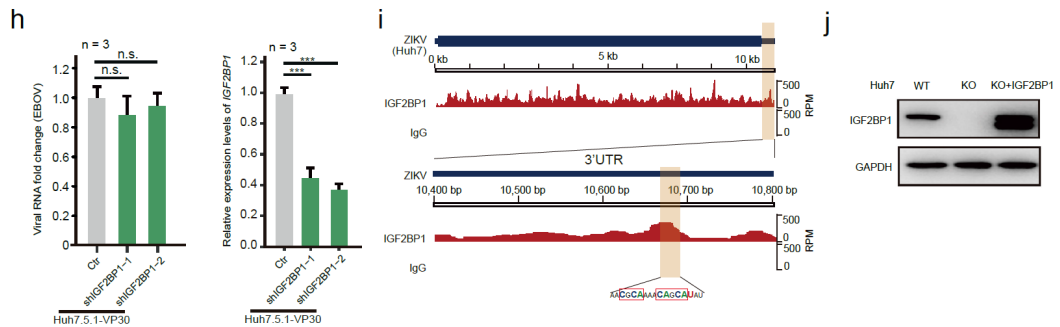 h
n = 3
n.s.
n.s.
Viral RNA fold change (EBOV)
1.2
1.0
0.8
0.6
0.4
0.2
0
Ctr
shIGF2BP1–1
shIGF2BP1–2
Huh7.5.1-VP30
n = 3
***
***
Relative expression levels of IGF2BP1
1.2
1.0
0.8
0.6
0.4
0.2
0.0
Ctr
shIGF2BP1–1
shIGF2BP1–2
Huh7.5.1-VP30
i
ZIKV
(Huh7)
0 kb
5 kb
10 kb
IGF2BP1
IgG
500
0
500
0
RPM
3'UTR
ZIKV
10,400 bp
10,500 bp
10,600 bp
10,700 bp
10,800 bp
IGF2BP1
IgG
500
0
500
0
RPM
AACGCAAAACAGCAUAU
j
Huh7
WT
KO
KO+IGF2BP1
IGF2BP1
GAPDH